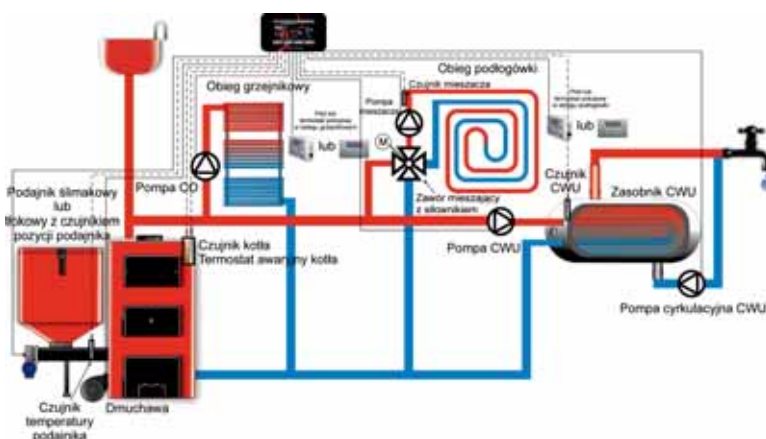 Obieg grzejnikowy
Pompa CO
Obieg podłogówki
Czujnik mieszacza
Pompa
mieszacza
lub
lub
M
Zawór mieszający
z siłownikiem
Czujnik
CWU
Zasobnik CWU
Pompa CWU
Pompa cyrkulacyjna CWU
Podajnik ślimakowy
lub
tłokowy z czujnikiem
pozycji podajnika
Czujnik kotła
Termostat awaryjny kotła
Czujnik
temperatury
podajnika
Dmuchawa